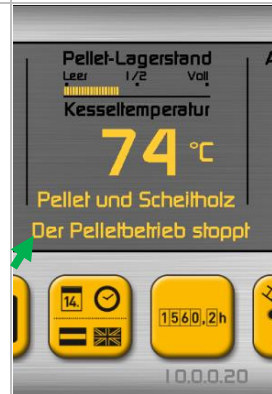 Pellet-Lagerstand
Leer 1/2 Voll
Kesseltemperatur
74 °C
Pellet und Scheitholz
Der Pelletbetrieb stoppt
14.
1560,2h
10.0.0.20